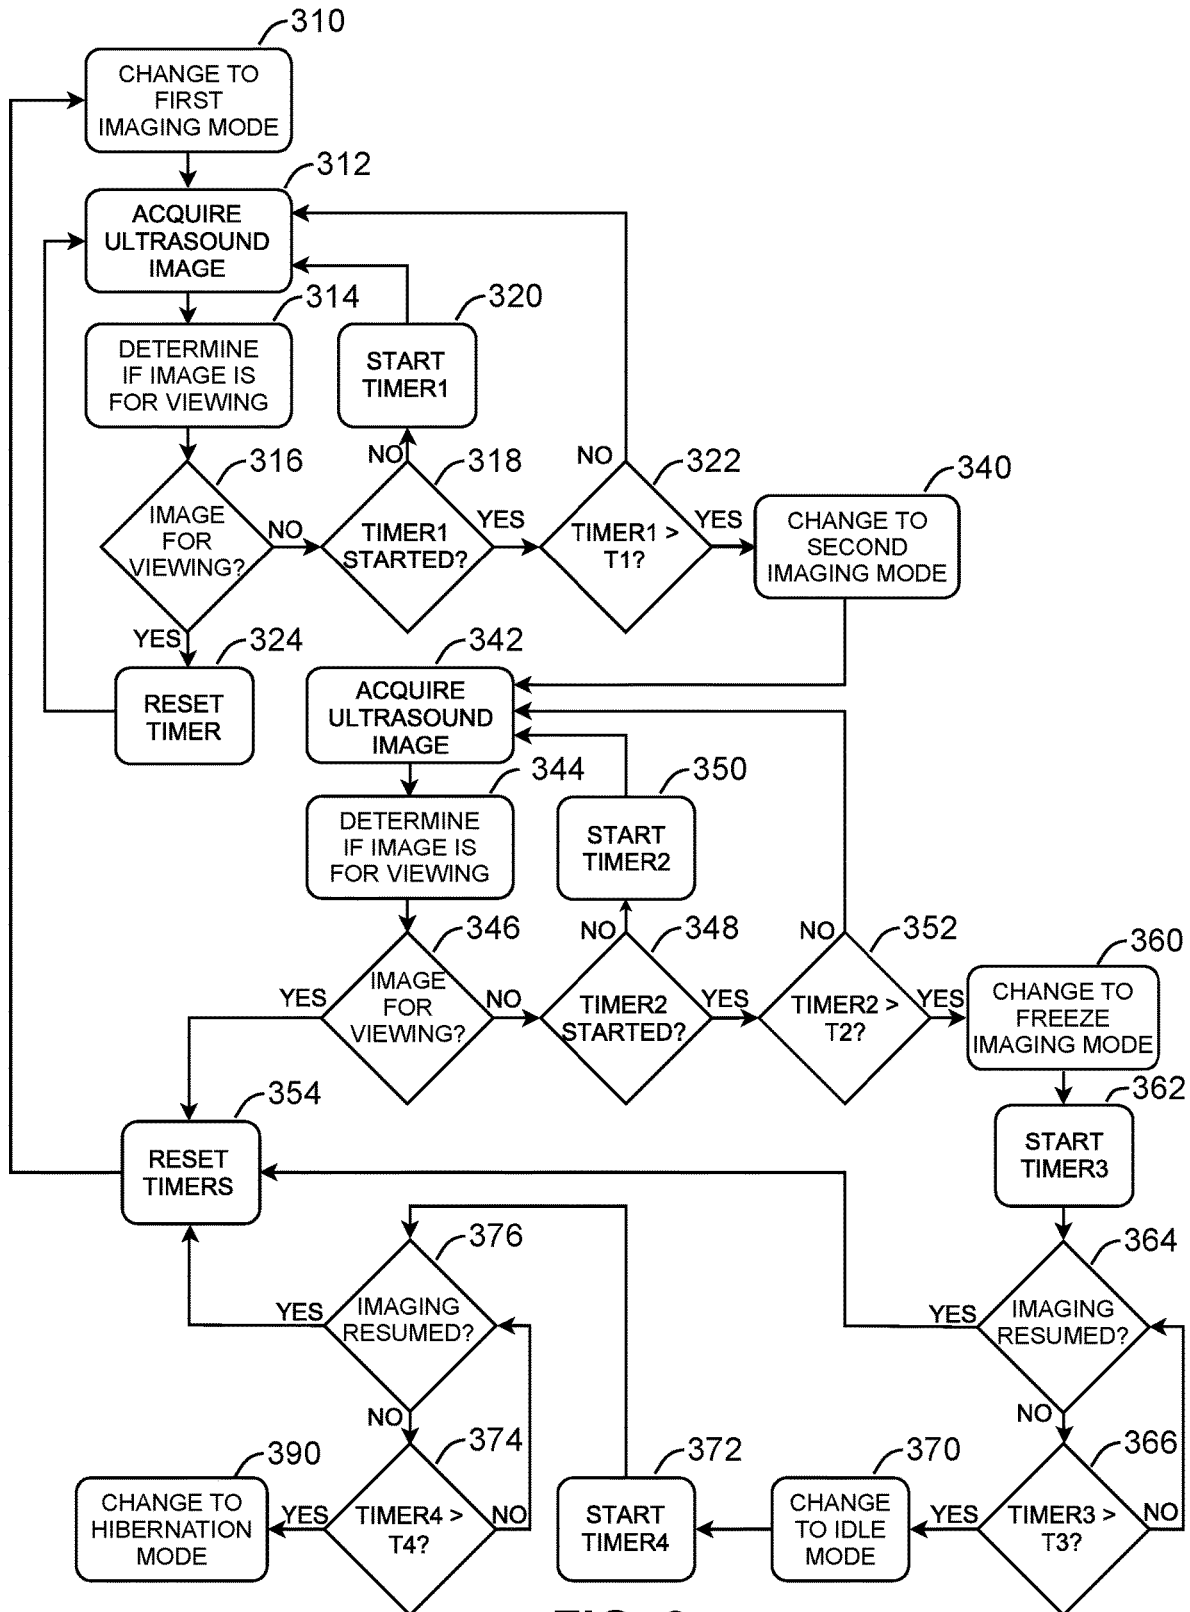 310
CHANGE TO
FIRST
IMAGING MODE
312
ACQUIRE
ULTRASOUND
IMAGE
314
DETERMINE
IF IMAGE IS
FOR VIEWING
320
START
TIMER1
316
IMAGE
FOR
VIEWING?
NO
YES
318
TIMER1
STARTED?
NO
YES
322
TIMER1 >
T1?
NO
YES
340
CHANGE TO
SECOND
IMAGING MODE
324
RESET
TIMER
342
ACQUIRE
ULTRASOUND
IMAGE
344
DETERMINE
IF IMAGE IS
FOR VIEWING
350
START
TIMER2
346
IMAGE
FOR
VIEWING?
YES
NO
348
TIMER2
STARTED?
NO
YES
352
TIMER2 >
T2?
NO
YES
360
CHANGE TO
FREEZE
IMAGING MODE
362
START
TIMER3
354
RESET
TIMERS
364
IMAGING
RESUMED?
YES
NO
376
IMAGING
RESUMED?
YES
NO
366
TIMER3 >
T3?
YES
NO
370
CHANGE
TO IDLE
MODE
372
START
TIMER4
374
TIMER4 >
T4?
YES
NO
390
CHANGE TO
HIBERNATION
MODE